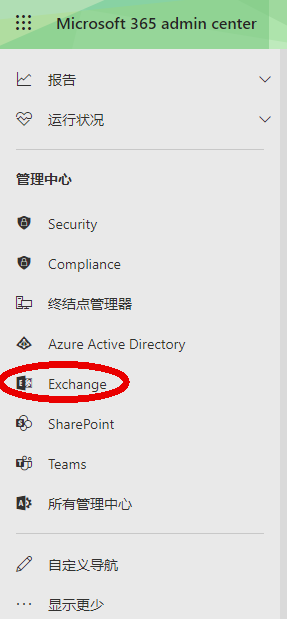 Microsoft 365 admin center
报告
运行状况
管理中心
Security
Compliance
终结点管理器
Azure Active Directory
Exchange
SharePoint
Teams
所有管理中心
自定义导航
显示更少